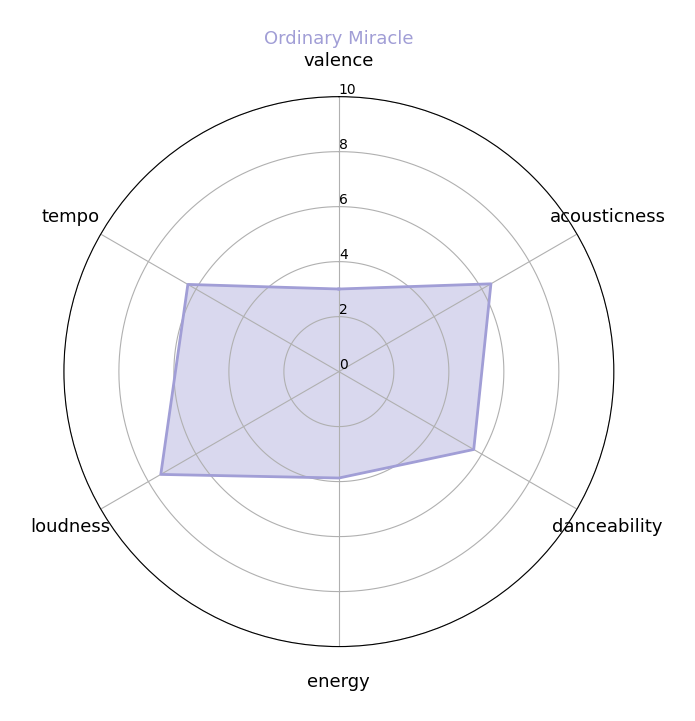 Ordinary Miracle
valence
10
8
6
4
2
0
tempo
acousticness
loudness
danceability
energy